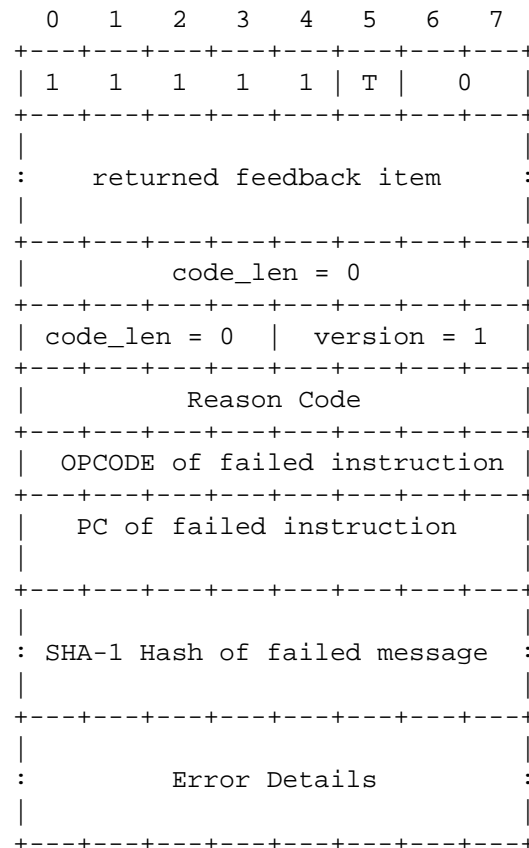 0 1 2 3 4 5 6 7
+---+---+---+---+---+---+---+---+
| 1 1 1 1 1 | T | 0 |
+---+---+---+---+---+---+---+---+
| |
: returned feedback item :
| |
+---+---+---+---+---+---+---+---+
| code_len = 0 |
+---+---+---+---+---+---+---+---+
| code_len = 0 | version = 1 |
+---+---+---+---+---+---+---+---+
| Reason Code |
+---+---+---+---+---+---+---+---+
| OPCODE of failed instruction |
+---+---+---+---+---+---+---+---+
| PC of failed instruction |
| |
+---+---+---+---+---+---+---+---+
| |
: SHA-1 Hash of failed message :
| |
+---+---+---+---+---+---+---+---+
| |
: Error Details :
| |
+---+---+---+---+---+---+---+---+